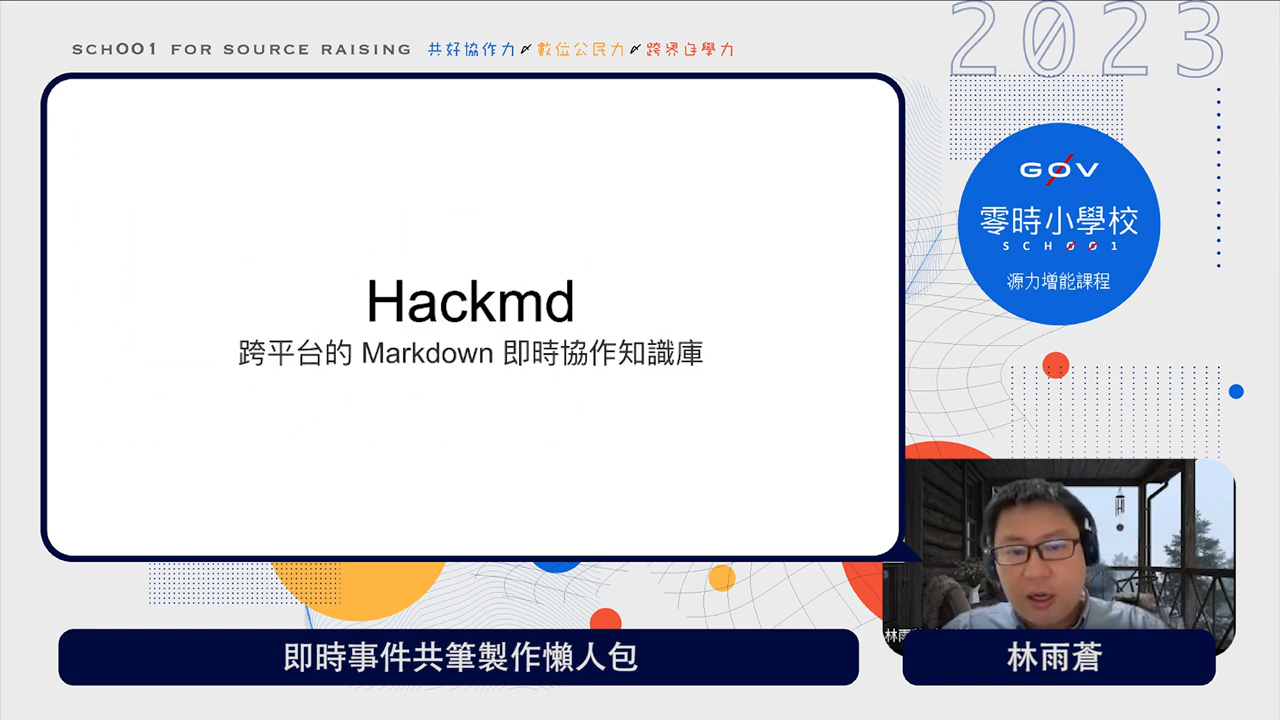 SCH001 FOR SOURCE RAISING 共好協作力 數位公民力 跨界自學力
2023
G0V
零時小學校
SCH001
源力增能課程
Hackmd
跨平台的 Markdown 即時協作知識庫
林雨
即時事件共筆製作懶人包
林雨蒼